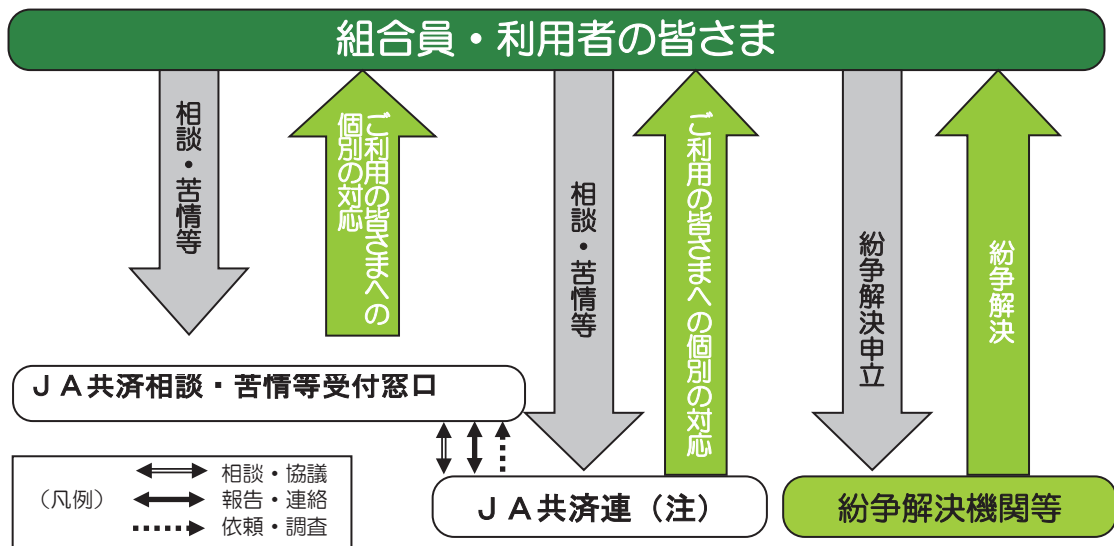 組合員・利用者の皆さま
相談・苦情等
ご利用の皆さまへの
個別の対応
相談・苦情等
ご利用の皆さまへの個別の対応
紛争解決申立
紛争解決
ＪＡ共済相談・苦情等受付窓口
ＪＡ共済連（注）
紛争解決機関等
（凡例）
相談・協議
報告・連絡
依頼・調査